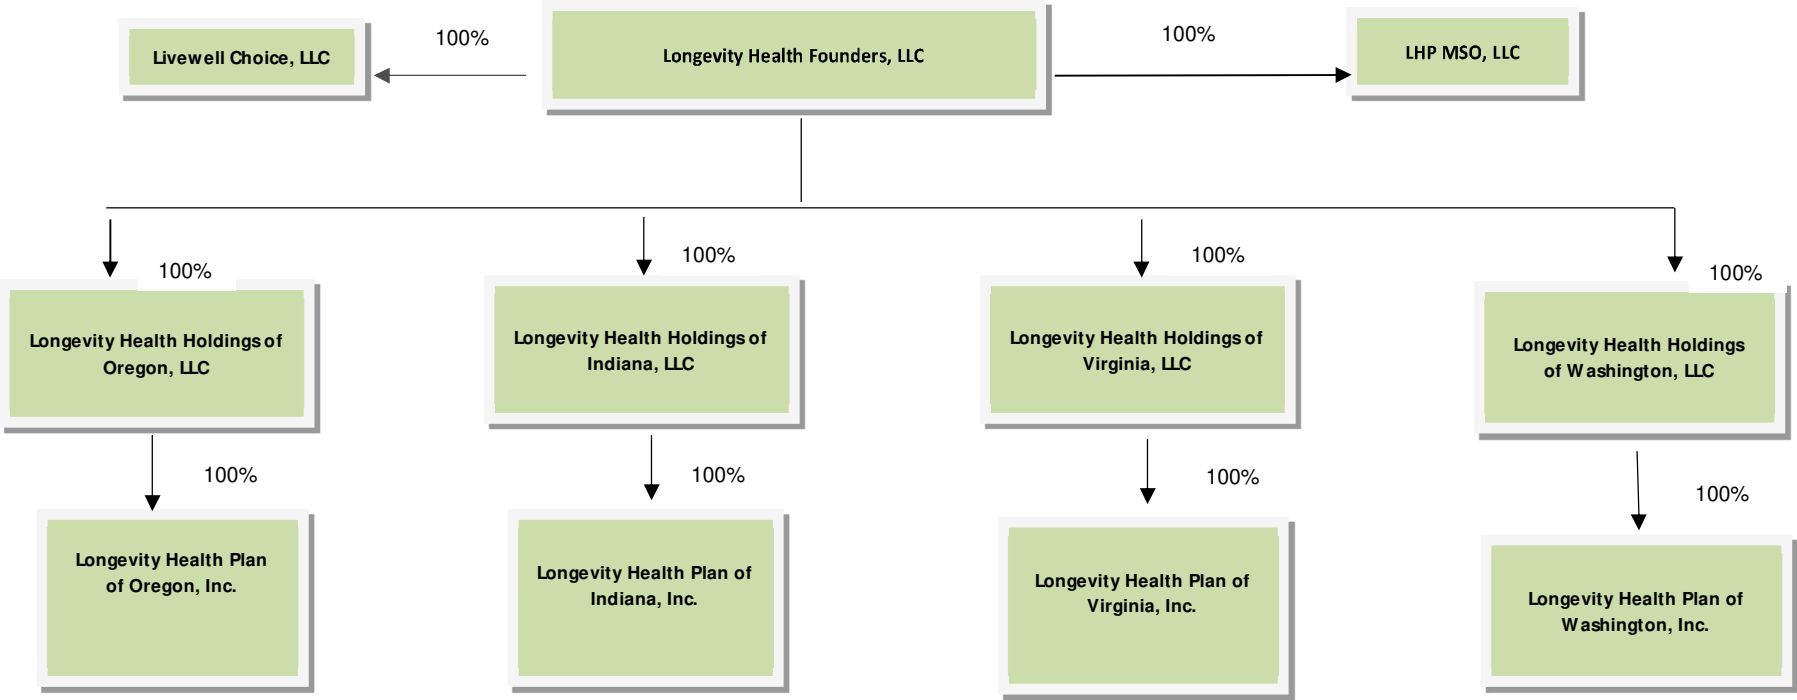 100%
100%
Livewell Choice, LLC
Longevity Health Founders, LLC
LHP MSO, LLC
100%
100%
100%
100%
Longevity Health Holdings of
Oregon, LLC
Longevity Health Holdings of
Indiana, LLC
Longevity Health Holdings of
Virginia, LLC
Longevity Health Holdings
of Washington, LLC
100%
100%
100%
100%
Longevity Health Plan
of Oregon, Inc.
Longevity Health Plan of
Indiana, Inc.
Longevity Health Plan of
Virginia, Inc.
Longevity Health Plan of
Washington, Inc.